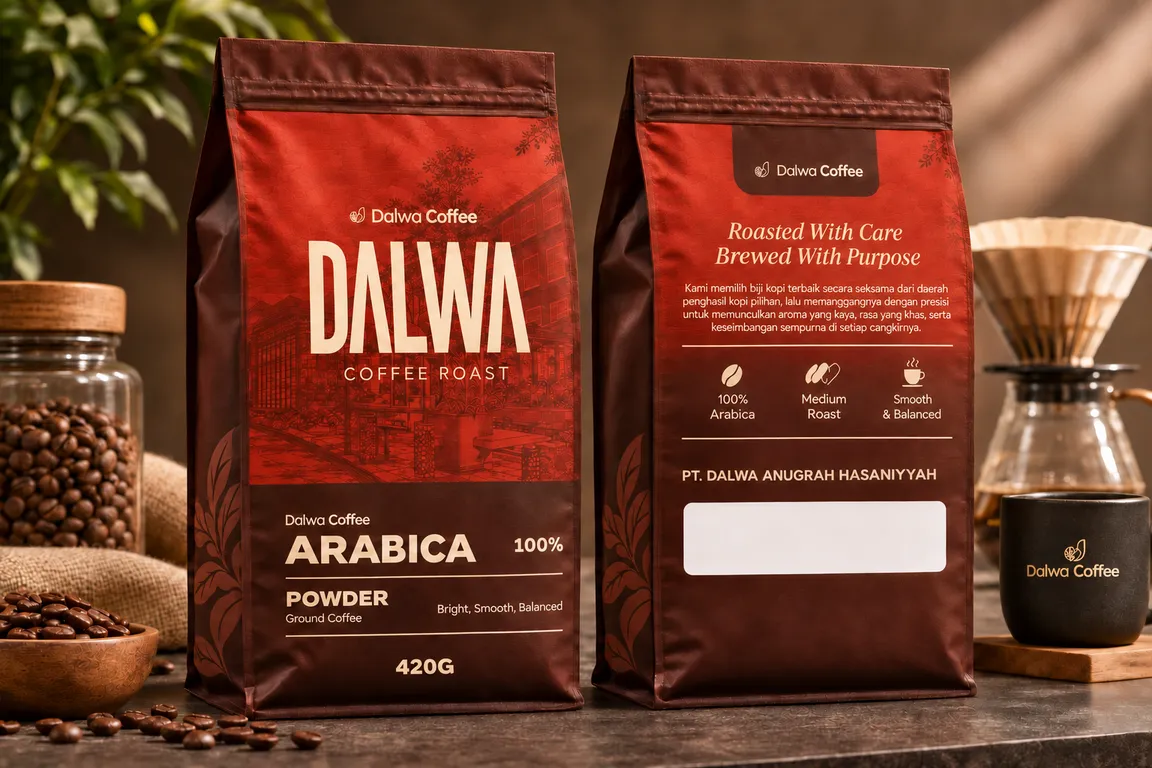 Dalwa Coffee
DALWA
COFFEE ROAST
Dalwa Coffee
ARABICA 100%
POWDER
Ground Coffee
Bright, Smooth, Balanced
420G
Dalwa Coffee
Roasted With Care
Brewed With Purpose
Kami memilih biji kopi terbaik secara seksama dari daerah
penghasil kopi pilihan, lalu memanggangnya dengan presisi
untuk memunculkan aroma yang kaya, rasa yang khas, serta
keseimbangan sempurna di setiap cangkirnya.
100%
Arabica
Medium
Roast
Smooth
& Balanced
PT. DALWA ANUGRAH HASANIYYAH
Dalwa Coffee